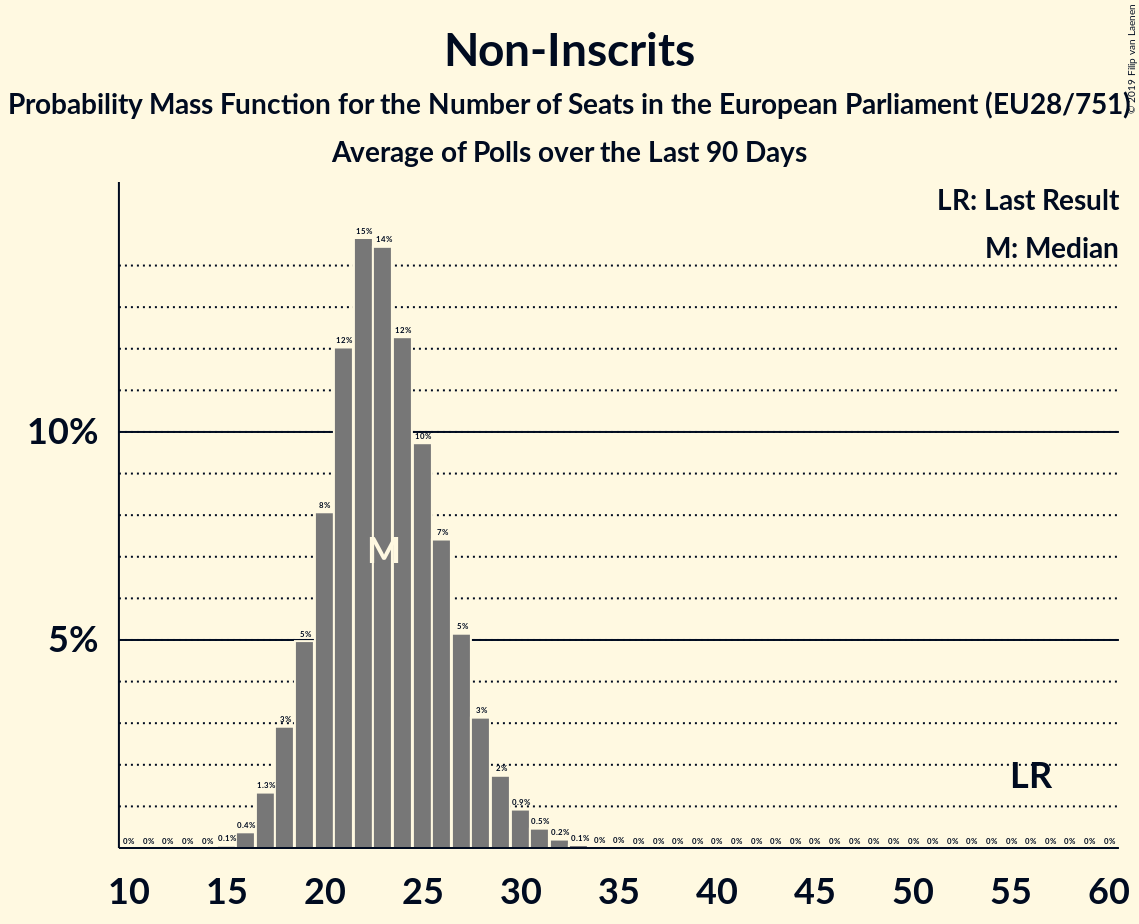 Non-Inscrits
Probability Mass Function for the Number of Seats in the European Parliament (EU28/751)
Average of Polls over the Last 90 Days
© 2019 Filip van Laenen
LR: Last Result
M: Median
15%
14%
12%
12%
10%
10%
8%
7%
M
5%
5%
5%
3%
3%
2%
LR
1.3%
0.9%
0.4%
0.5%
0.2%
0% 0% 0% 0% 0% 0.1% 0.1% 0% 0% 0% 0% 0% 0% 0% 0% 0% 0% 0% 0% 0% 0% 0% 0% 0% 0% 0% 0% 0% 0% 0% 0% 0% 0% 0%
10 15 20 25 30 35 40 45 50 55 60